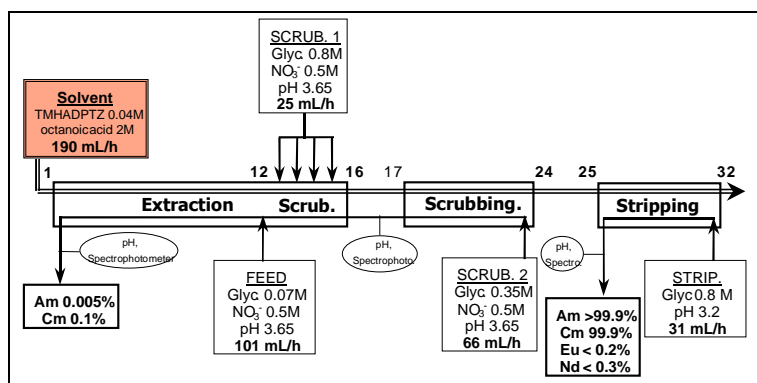 SCRUB. 1
Glyc. 0.8M
NO3- 0.5M
pH 3.65
25 mL/h
Solvent
TMHADPTZ 0.04M
octanoicacid 2M
190 mL/h
1 12 16 17 24 25 32
Extraction Scrub. Scrubbing. Stripping
pH,
Spectrophotometer
pH,
Spectrophoto.
pH,
Spectro.
Am 0.005%
Cm 0.1%
FEED
Glyc. 0.07M
NO3- 0.5M
pH 3.65
101 mL/h
SCRUB. 2
Glyc. 0.35M
NO3- 0.5M
pH 3.65
66 mL/h
Am >99.9%
Cm 99.9%
Eu < 0.2%
Nd < 0.3%
STRIP.
Glyc 0.8 M
pH 3.2
31 mL/h